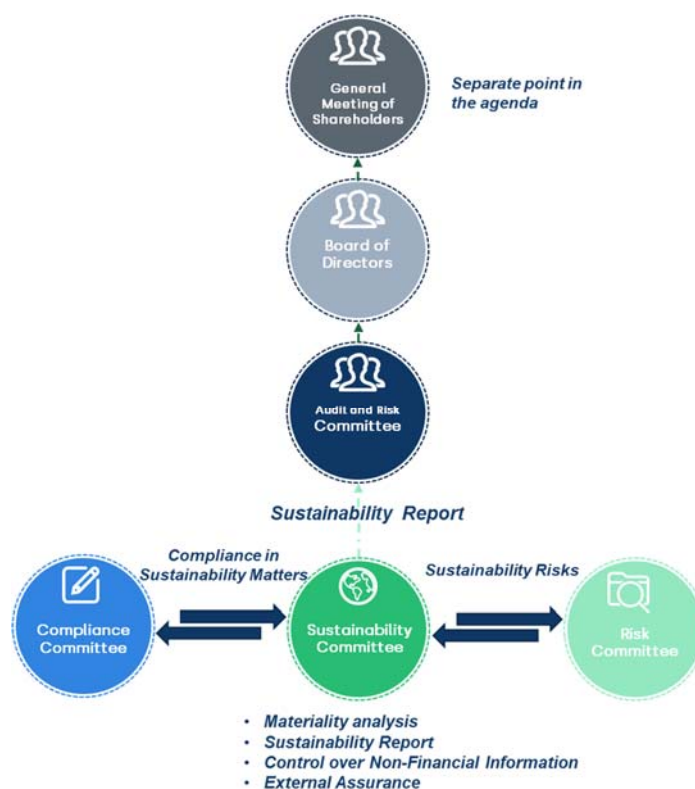 General
Meeting of
Shareholders
Separate point in
the agenda
Board of
Directors
Audit and Risk
Committee
Sustainability Report
Compliance in
Sustainability Matters
Sustainability Risks
Compliance
Committee
Sustainability
Committee
Risk
Committee
• Materiality analysis
• Sustainability Report
• Control over Non-Financial Information
• External Assurance